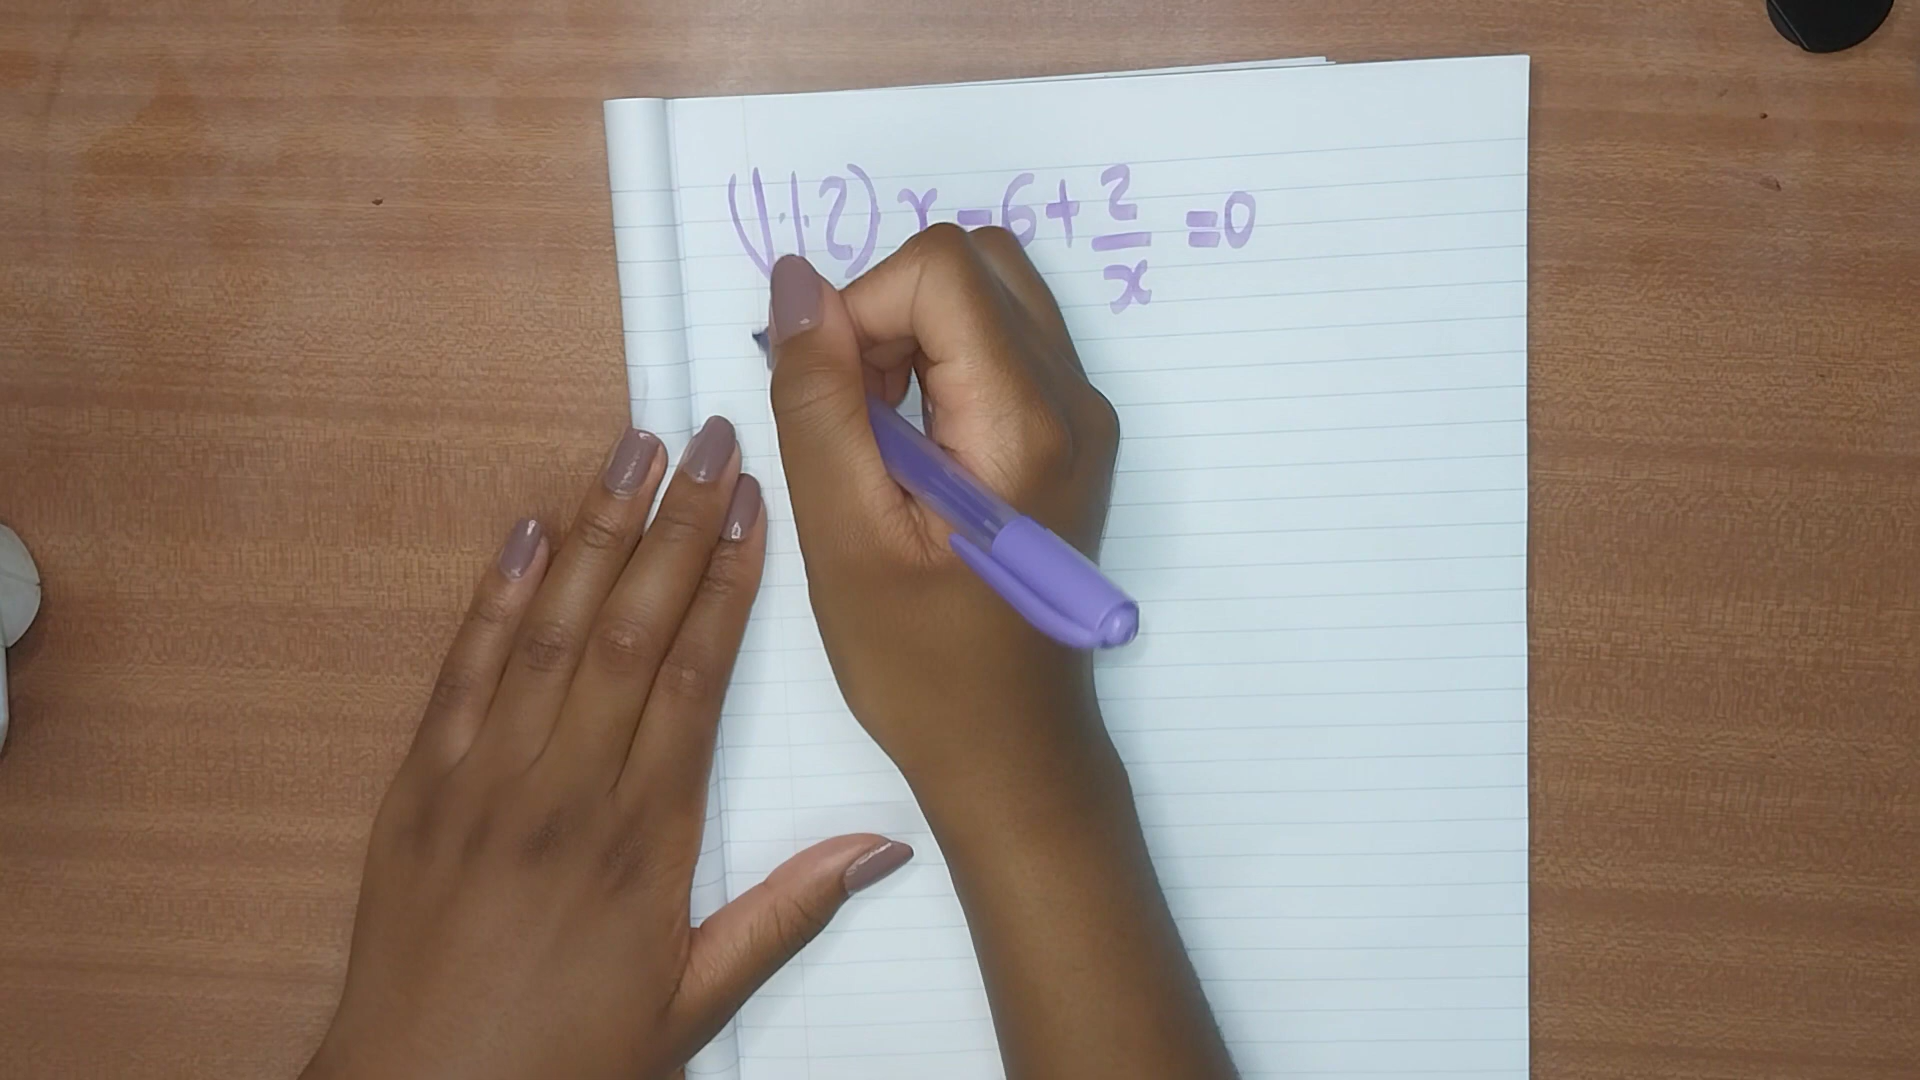 (1.1.2) x - 6 + 2/x = 0